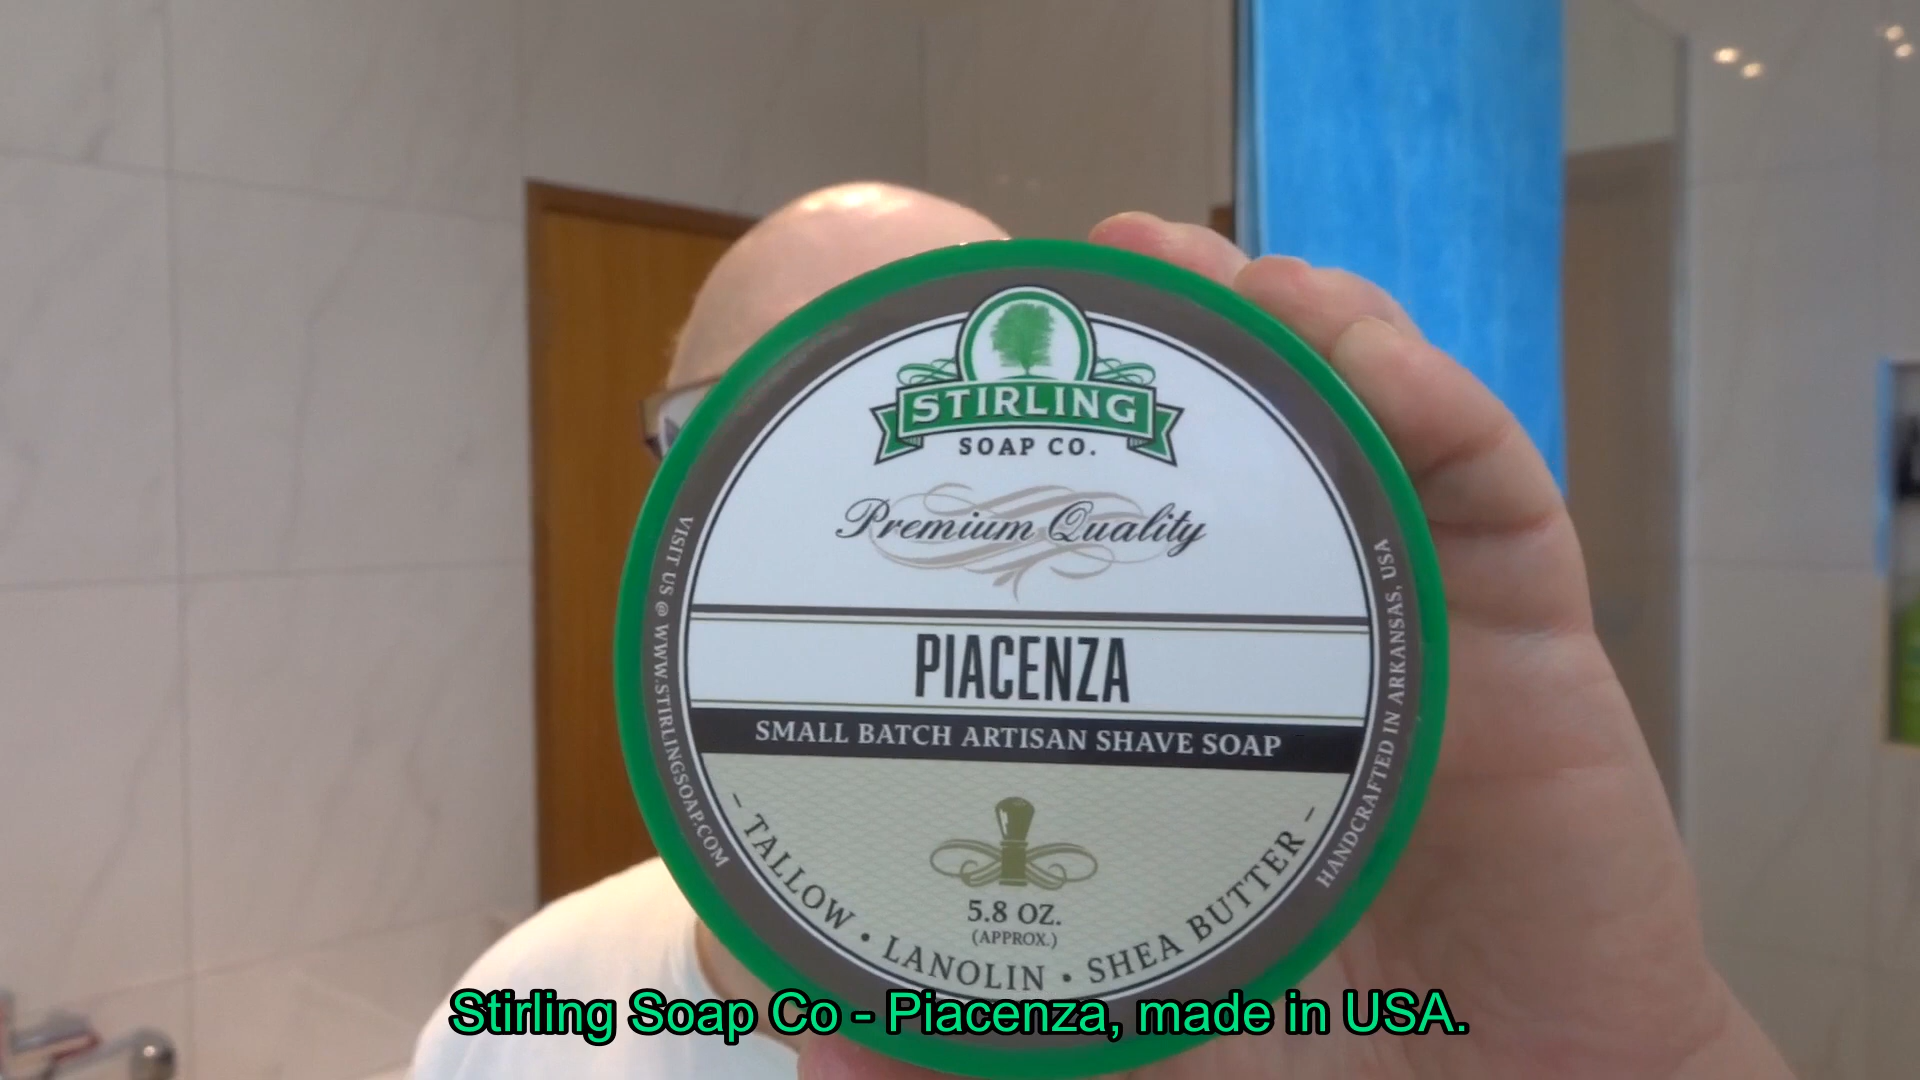 STIRLING
SOAP CO.
Premium Quality
PIACENZA
SMALL BATCH ARTISAN SHAVE SOAP
VISIT US @ WWW.STIRLINGSOAP.COM
HANDCRAFTED IN ARKANSAS, USA
5.8 OZ.
(APPROX.)
– TALLOW • LANOLIN • SHEA BUTTER –
Stirling Soap Co - Piacenza, made in USA.